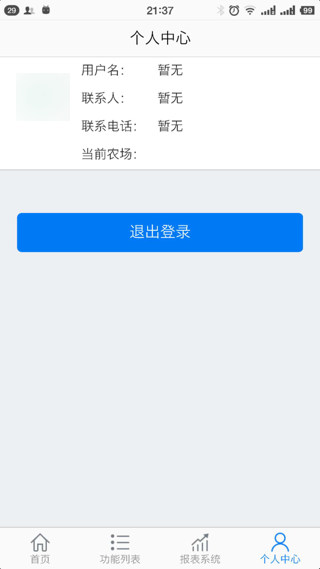 29 21:37 99
个人中心
用户名： 暂无
联系人： 暂无
联系电话： 暂无
当前农场：
退出登录
首页 功能列表 报表系统 个人中心